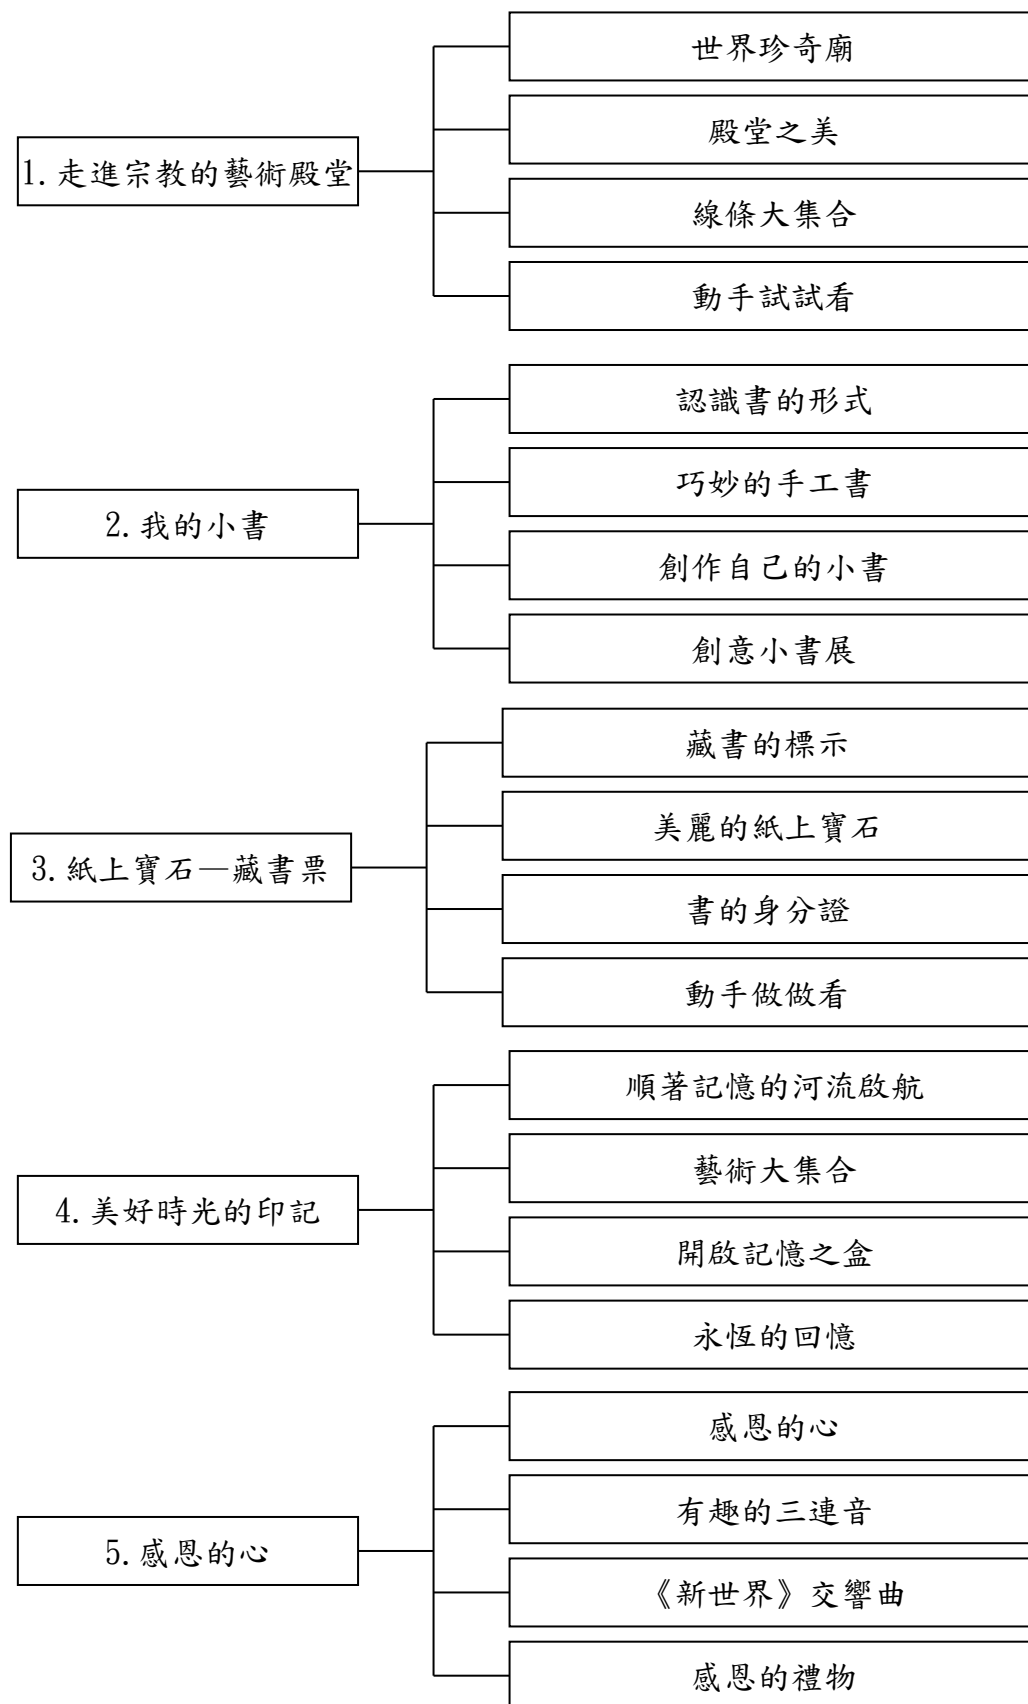 1.走進宗教的藝術殿堂
世界珍奇廟
殿堂之美
線條大集合
動手試試看
2.我的小書
認識書的形式
巧妙的手工書
創作自己的小書
創意小書展
3.紙上寶石—藏書票
藏書的標示
美麗的紙上寶石
書的身分證
動手做做看
4.美好時光的印記
順著記憶的河流啟航
藝術大集合
開啟記憶之盒
永恆的回憶
5.感恩的心
感恩的心
有趣的三連音
《新世界》交響曲
感恩的禮物